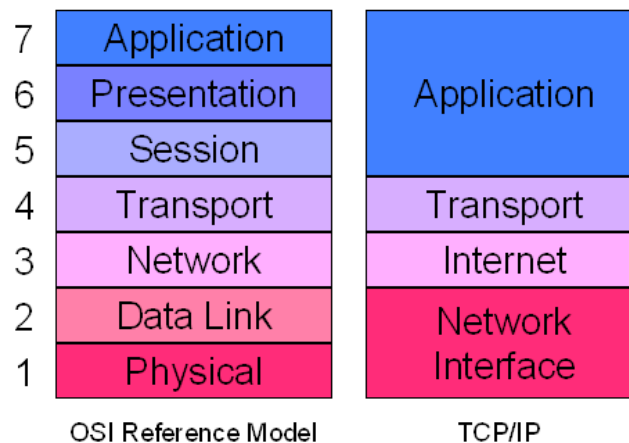 7 Application
6 Presentation
5 Session
4 Transport
3 Network
2 Data Link
1 Physical
OSI Reference Model
Application
Transport
Internet
Network
Interface
TCP/IP